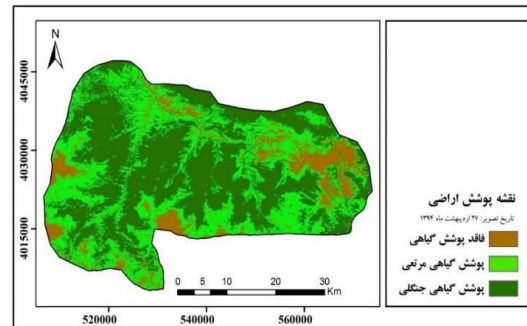 N
4045000
4030000
4015000
520000
540000
560000
0 5 10 20 30
Km
نقشه پوشش اراضی
تاریخ تصویر: ۲۷ اردیبهشت ماه ۱۳۹۴
فاقد پوشش گیاهی
پوشش گیاهی مرتعی
پوشش گیاهی جنگلی